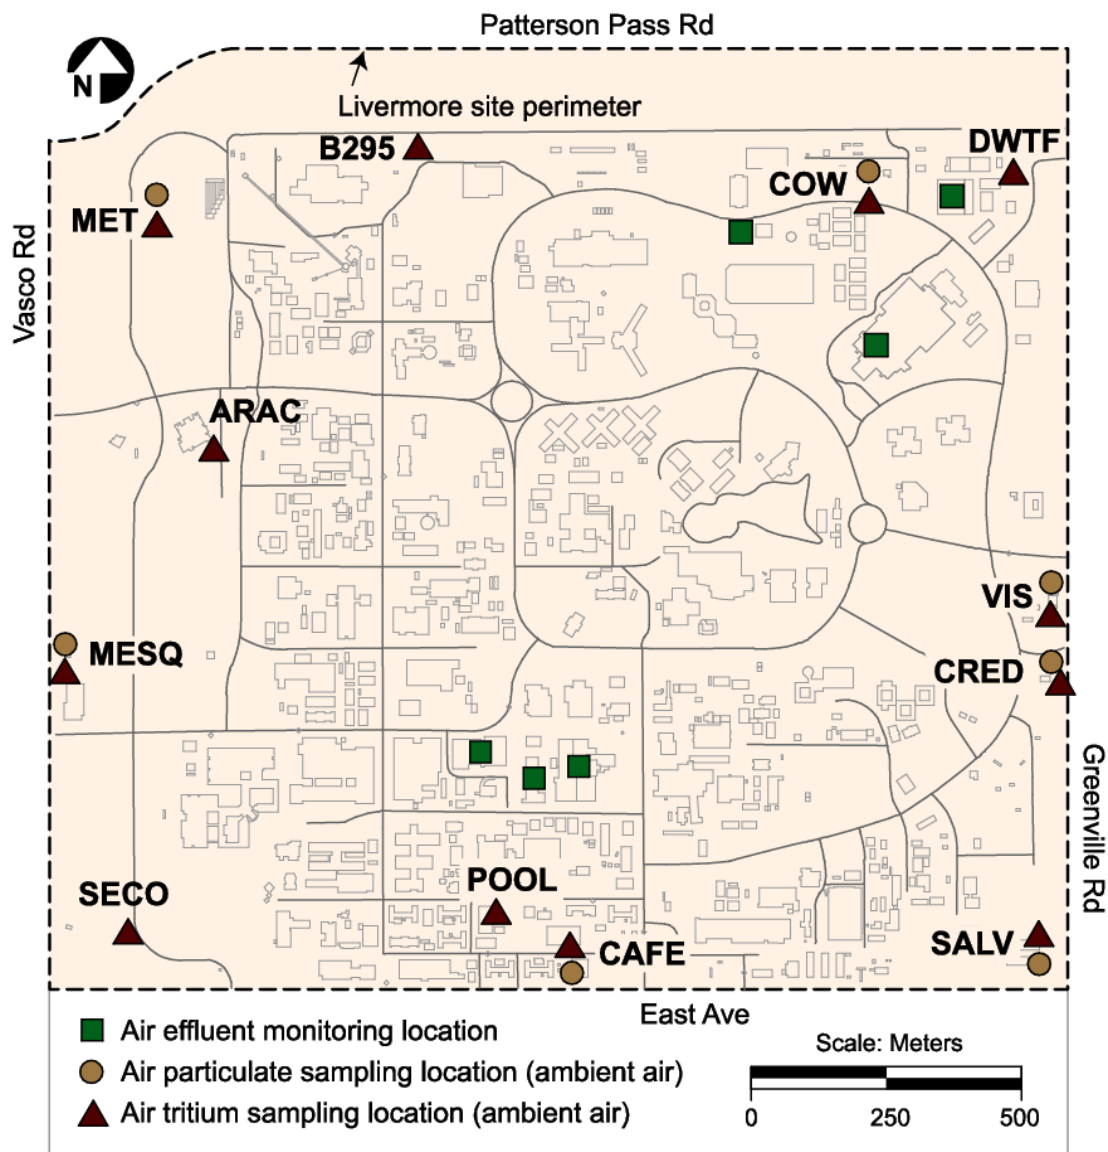 Patterson Pass Rd
N
Livermore site perimeter
B295
DWTF
COW
MET
Vasco Rd
ARAC
VIS
MESQ
CRED
Greenville Rd
POOL
SECO
SALV
CAFE
East Ave
Air effluent monitoring location
Scale: Meters
Air particulate sampling location (ambient air)
Air tritium sampling location (ambient air)
0 250 500